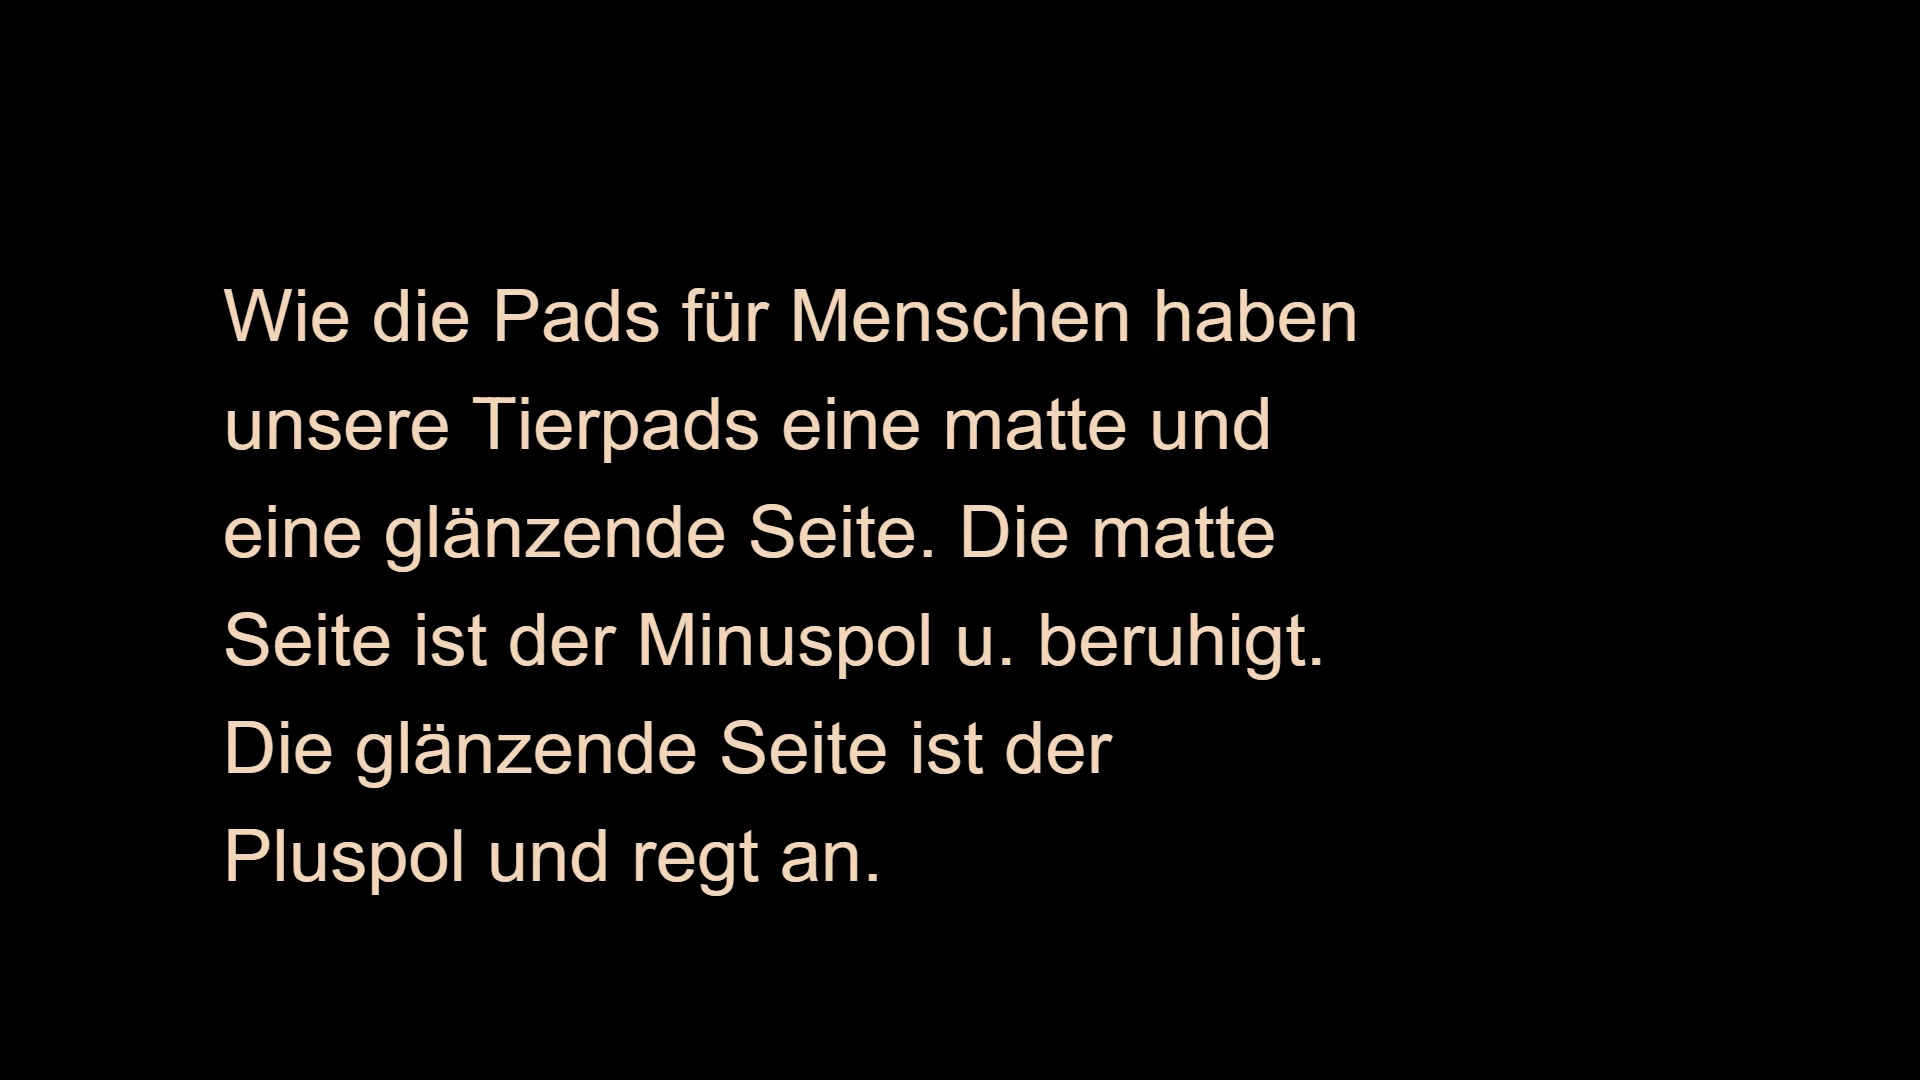 Wie die Pads für Menschen haben
unsere Tierpads eine matte und
eine glänzende Seite. Die matte
Seite ist der Minuspol u. beruhigt.
Die glänzende Seite ist der
Pluspol und regt an.